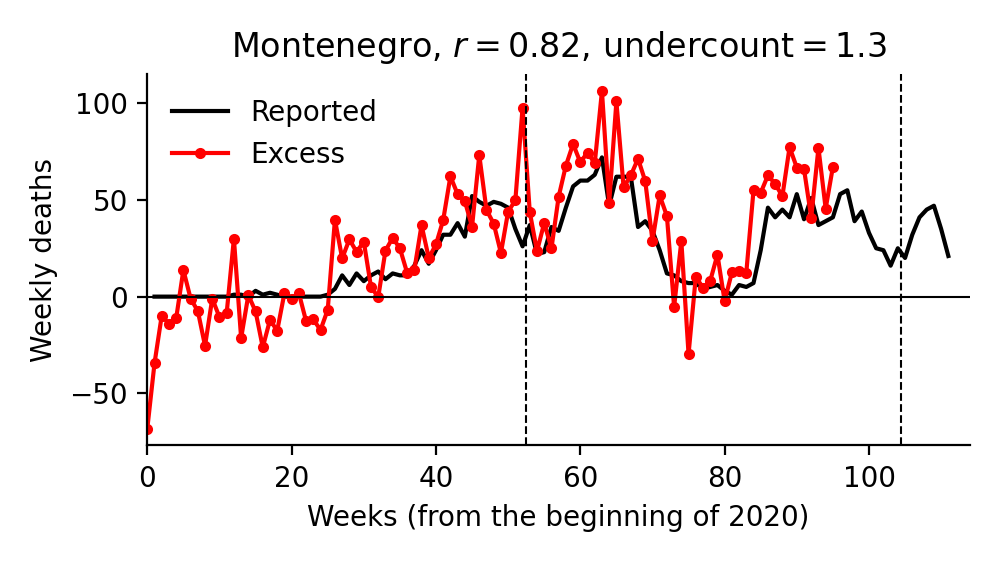 Montenegro, r = 0.82, undercount = 1.3
Reported
Excess
Weekly deaths
100
50
0
−50
0 20 40 60 80 100
Weeks (from the beginning of 2020)